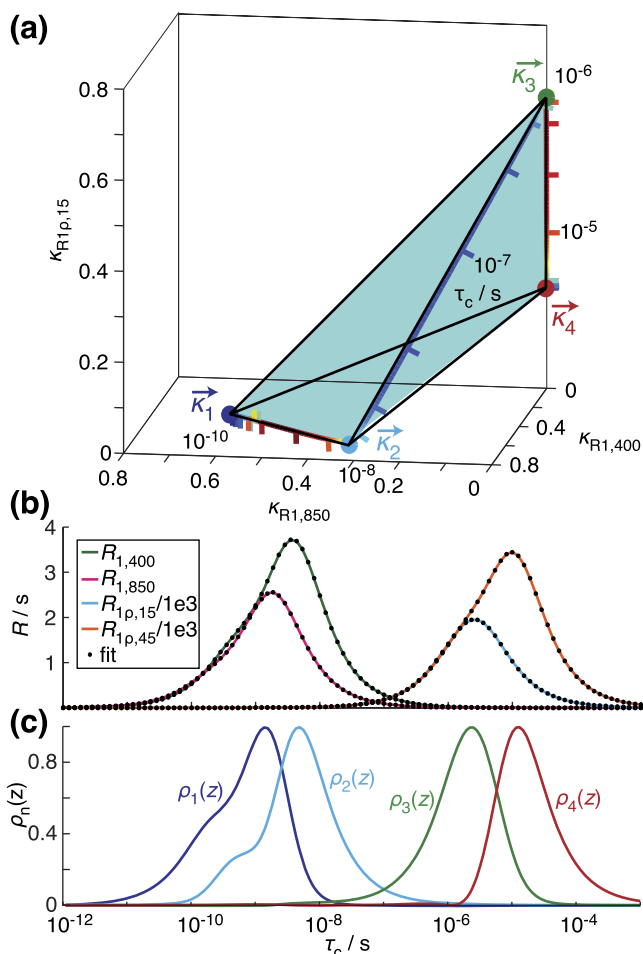 (a)
0.8
0.6
0.4
0.2
0
κR1ρ,15
κ3
10-6
10-5
10-7
τc / s
κ4
κ1
κ2
10-10
10-8
0
0.4
0.8
κR1,400
0.8 0.6 0.4 0.2 0
κR1,850
(b)
4
3
2
1
R / s
R1,400
R1,850
R1ρ,15/1e3
R1ρ,45/1e3
fit
(c)
0.8
0.4
0
ρn(z)
ρ1(z)
ρ2(z)
ρ3(z)
ρ4(z)
10-12 10-10 10-8 10-6 10-4
τc / s